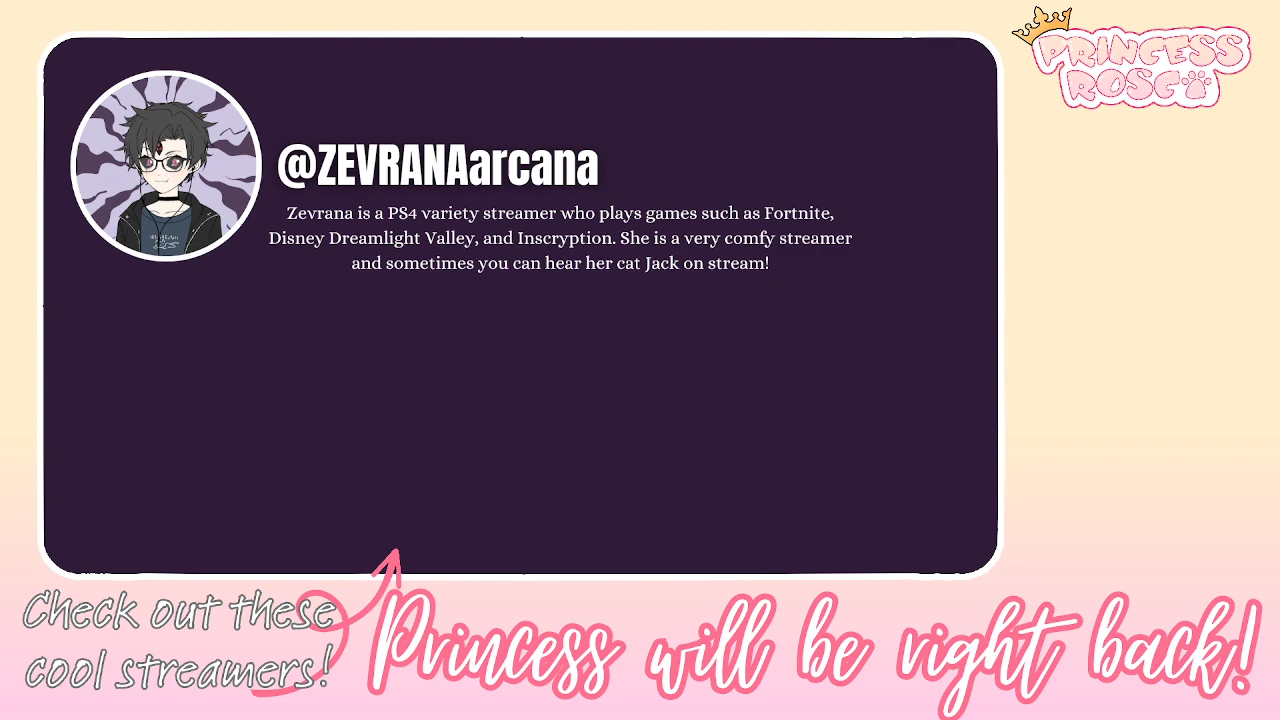 PRINCESS
ROSE
@ZEVRANAarcana
Zevrana is a PS4 variety streamer who plays games such as Fortnite,
Disney Dreamlight Valley, and Inscryption. She is a very comfy streamer
and sometimes you can hear her cat Jack on stream!
Check out these
cool streamers!
Princess will be right back!